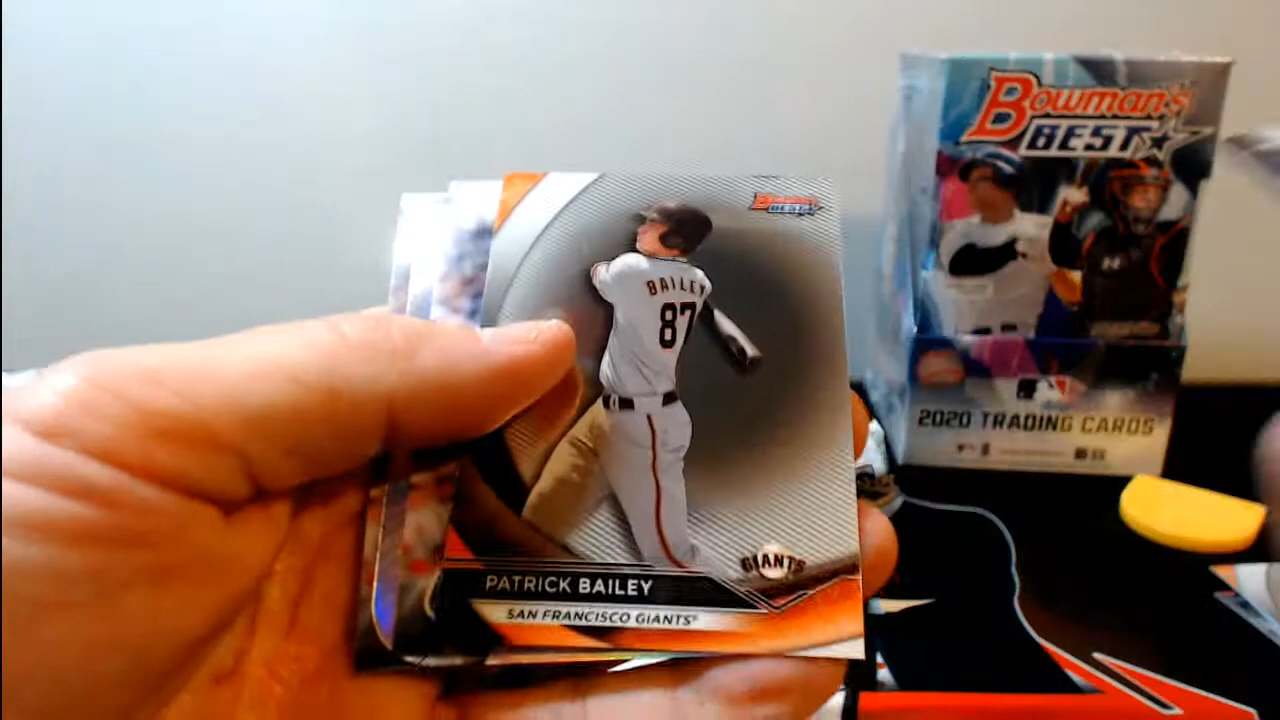 Bowman's
BEST
Bowman's
BEST
BAILEY
87
GIANTS
PATRICK BAILEY
SAN FRANCISCO GIANTS®
2020 TRADING CARDS